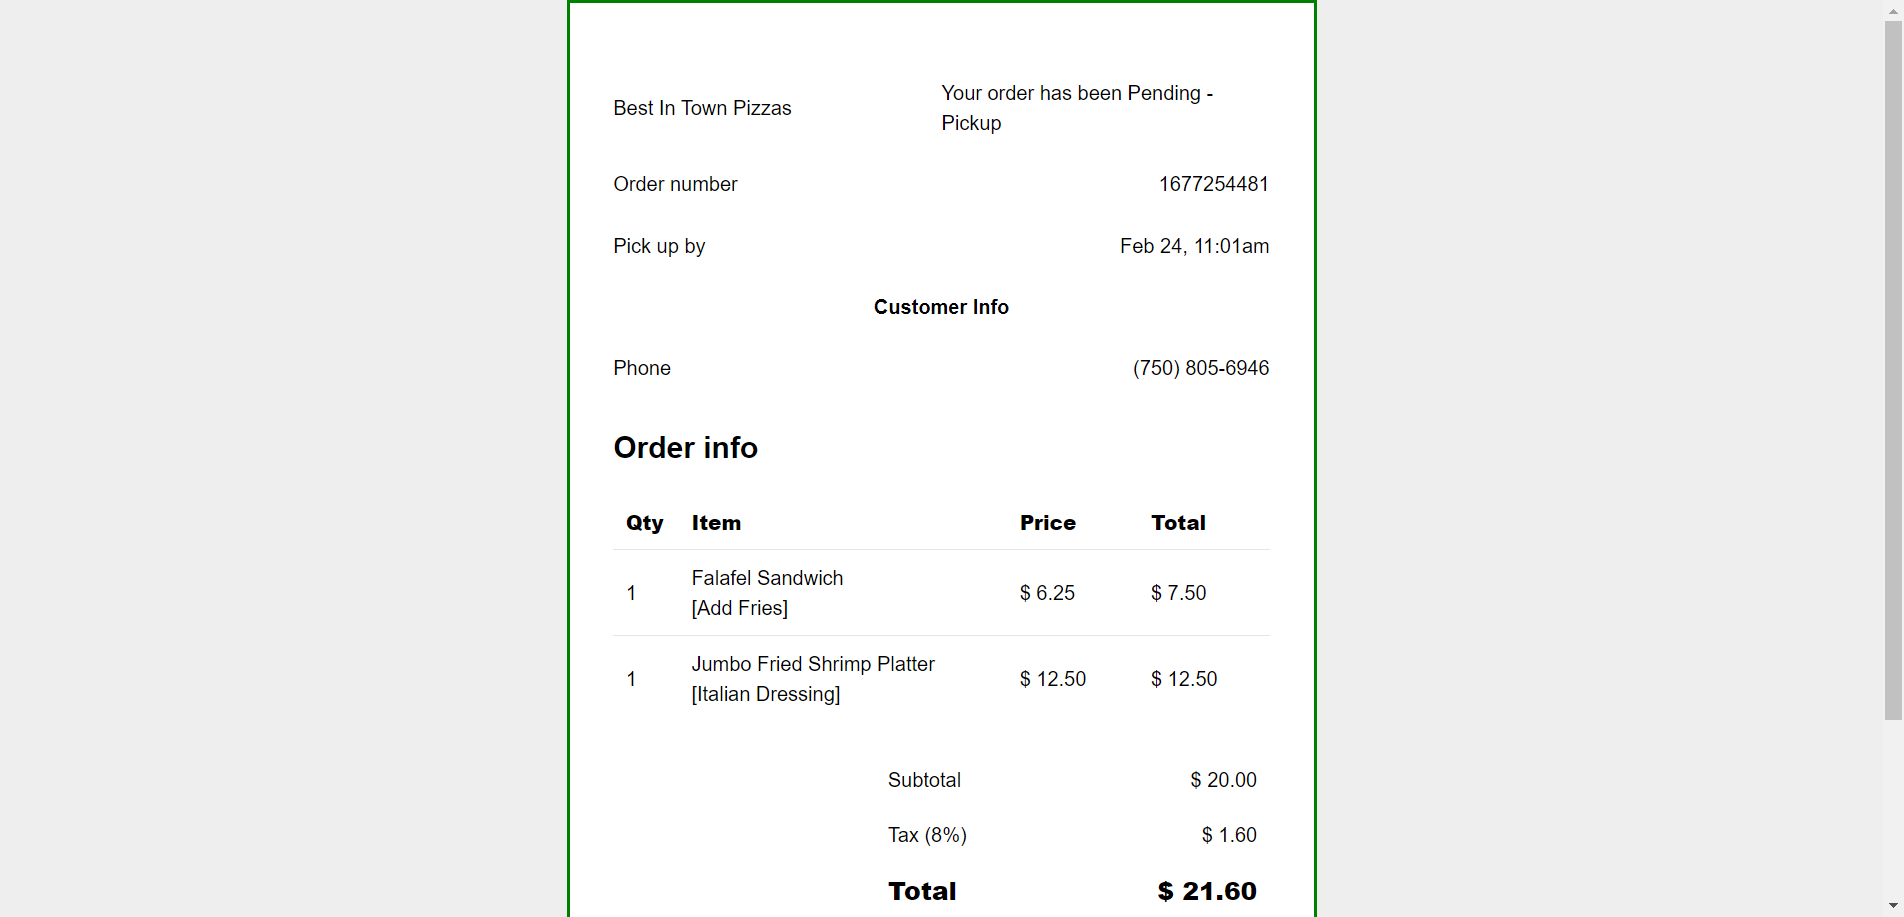 Best In Town Pizzas
Your order has been Pending -
Pickup
Order number 1677254481
Pick up by Feb 24, 11:01am
Customer Info
Phone (750) 805-6946
Order info
Qty Item Price Total
1 Falafel Sandwich [Add Fries] $ 6.25 $ 7.50
1 Jumbo Fried Shrimp Platter [Italian Dressing] $ 12.50 $ 12.50
Subtotal $ 20.00
Tax (8%) $ 1.60
Total $ 21.60